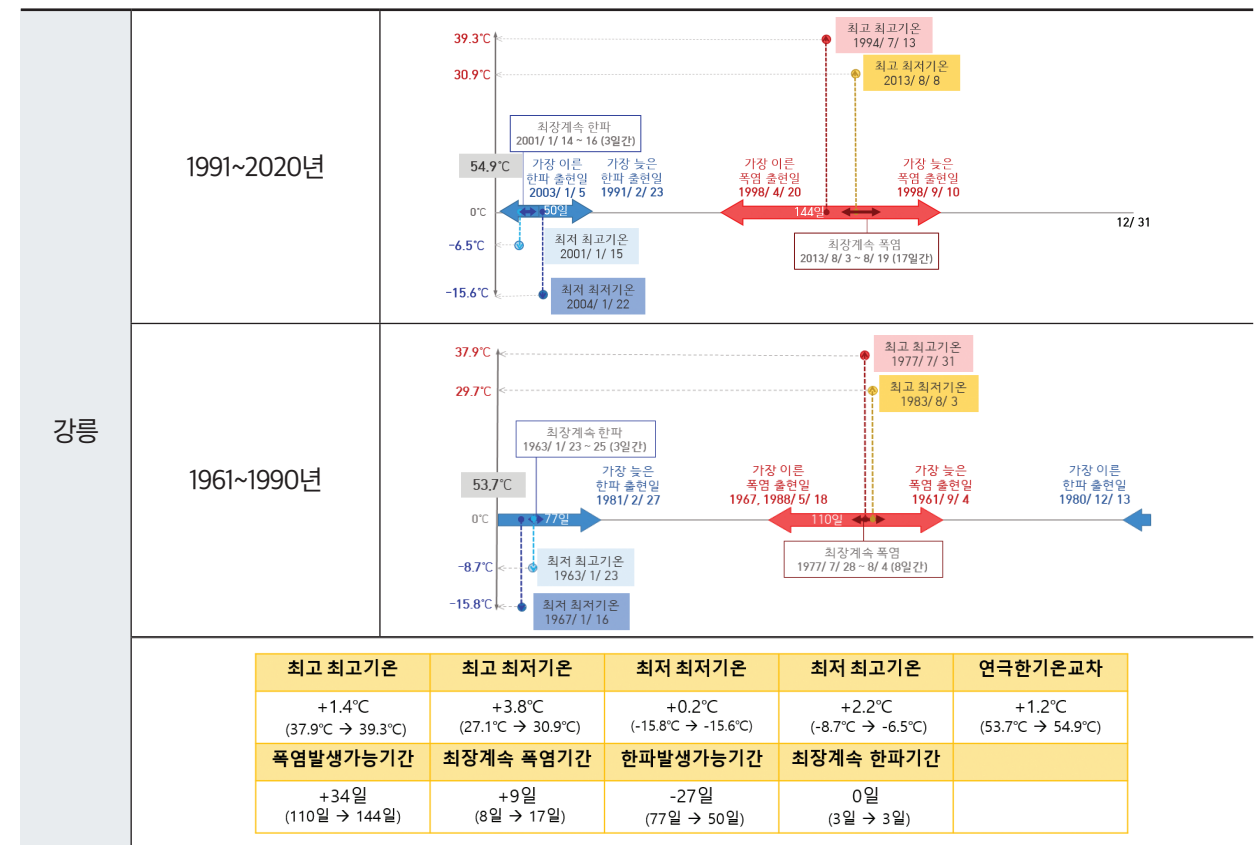 강릉
1991~2020년
39.3℃
30.9℃
최고 최고기온
1994/ 7/ 13
최고 최저기온
2013/ 8/ 8
최장계속 한파
2001/ 1/ 14 ~ 16 (3일간)
54.9℃
가장 이른
한파 출현일
2003/ 1/ 5
가장 늦은
한파 출현일
1991/ 2/ 23
가장 이른
폭염 출현일
1998/ 4/ 20
가장 늦은
폭염 출현일
1998/ 9/ 10
0℃
50일
144일
12/ 31
-6.5℃
최저 최고기온
2001/ 1/ 15
최장계속 폭염
2013/ 8/ 3 ~ 8/ 19 (17일간)
-15.6℃
최저 최저기온
2004/ 1/ 22
1961~1990년
37.9℃
29.7℃
최고 최고기온
1977/ 7/ 31
최고 최저기온
1983/ 8/ 3
최장계속 한파
1963/ 1/ 23 ~ 25 (3일간)
53.7℃
가장 늦은
한파 출현일
1981/ 2/ 27
가장 이른
폭염 출현일
1967, 1988/ 5/ 18
가장 늦은
폭염 출현일
1961/ 9/ 4
가장 이른
한파 출현일
1980/ 12/ 13
0℃
77일
110일
-8.7℃
최저 최고기온
1963/ 1/ 23
최장계속 폭염
1977/ 7/ 28 ~ 8/ 4 (8일간)
-15.8℃
최저 최저기온
1967/ 1/ 16
최고 최고기온 최고 최저기온 최저 최저기온 최저 최고기온 연극한기온교차
+1.4℃ +3.8℃ +0.2℃ +2.2℃ +1.2℃
(37.9℃ → 39.3℃) (27.1℃ → 30.9℃) (-15.8℃ → -15.6℃) (-8.7℃ → -6.5℃) (53.7℃ → 54.9℃)
폭염발생가능기간 최장계속 폭염기간 한파발생가능기간 최장계속 한파기간
+34일 +9일 -27일 0일
(110일 → 144일) (8일 → 17일) (77일 → 50일) (3일 → 3일)